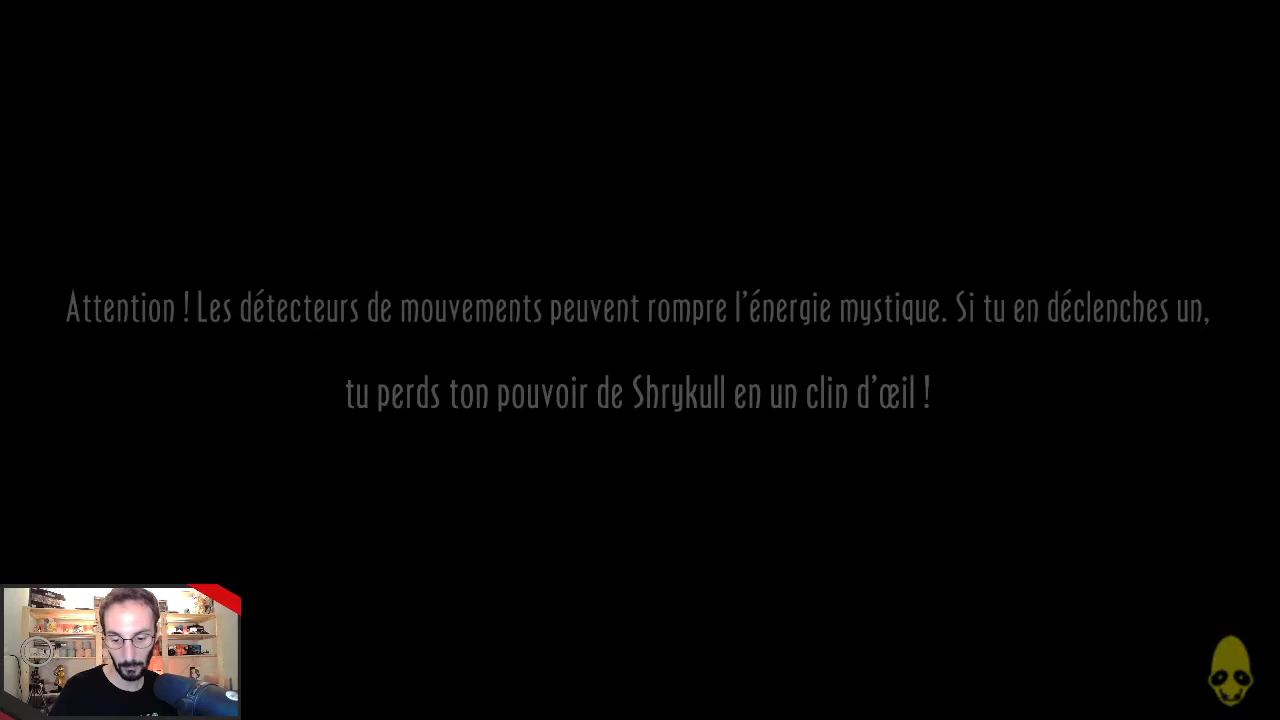 Attention ! Les détecteurs de mouvements peuvent rompre l’énergie mystique. Si tu en déclenches un,
tu perds ton pouvoir de Shrykull en un clin d’œil !